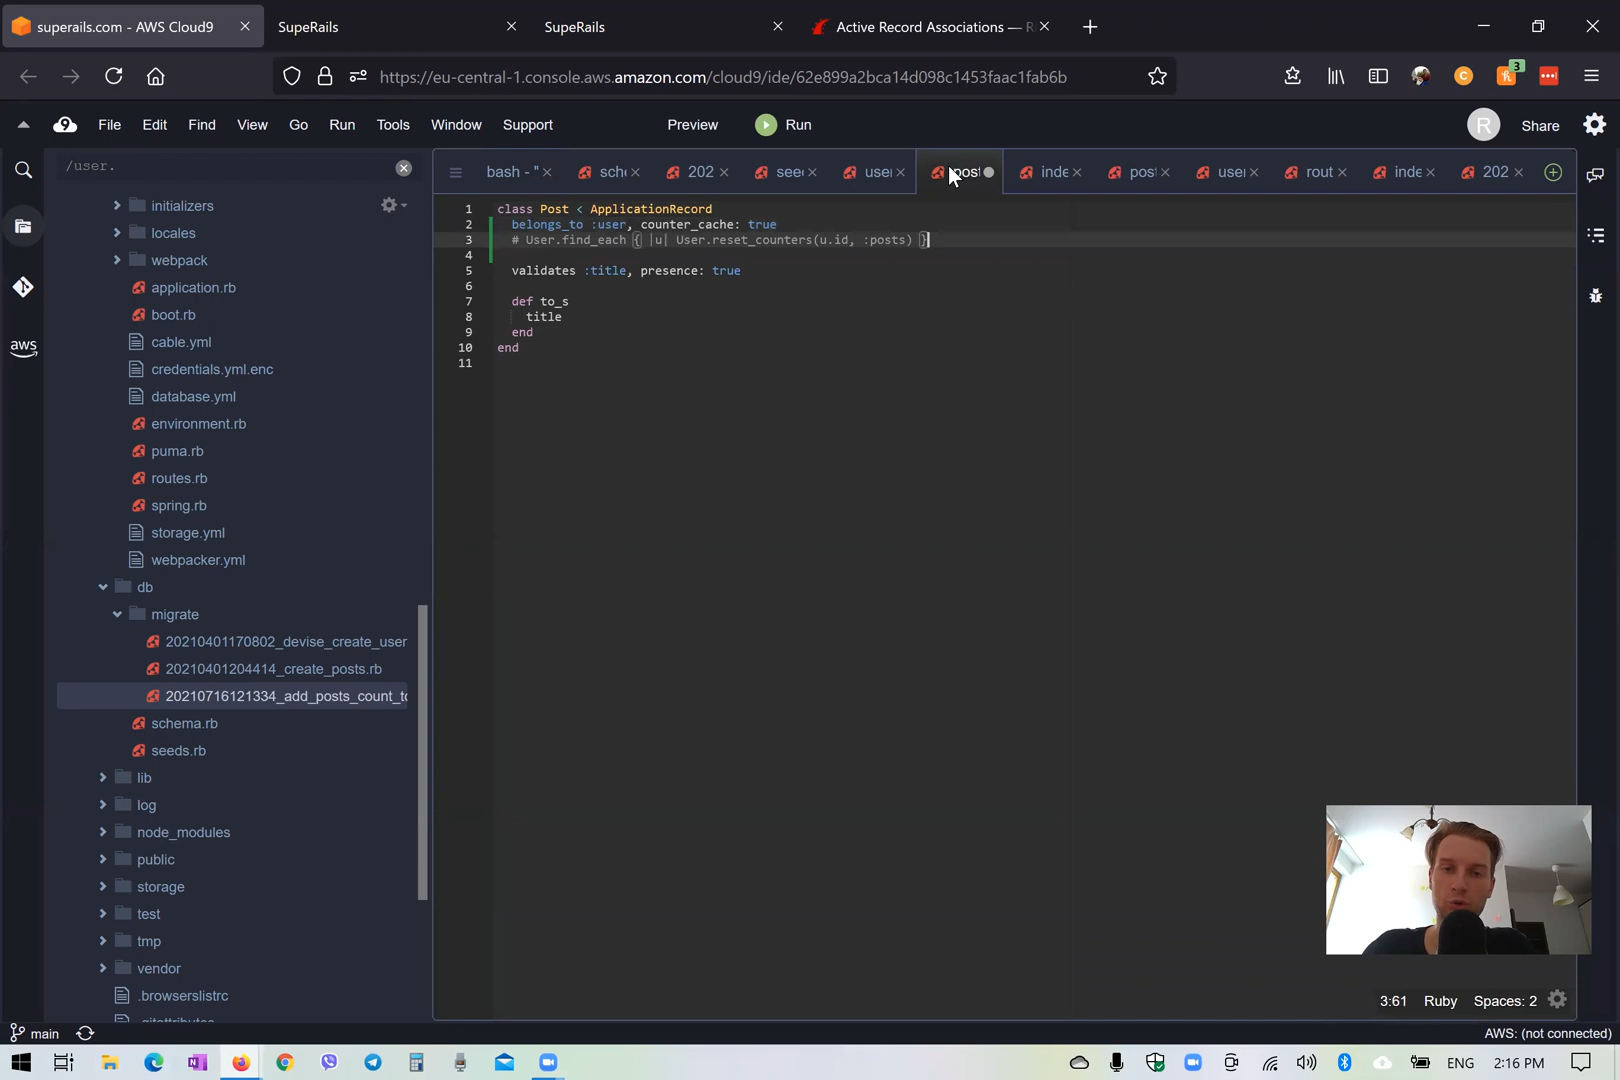 superails.com - AWS Cloud9
SupeRails
SupeRails
Active Record Associations — R
https://eu-central-1.console.aws.amazon.com/cloud9/ide/62e899a2bca14d098c1453faac1fab6b
C
3
9
File
Edit
Find
View
Go
Run
Tools
Window
Support
Preview
Run
R
Share
/user.
bash - "
sch
202
see
user
post
inde
post
user
rout
inde
202
aws
initializers
locales
webpack
application.rb
boot.rb
cable.yml
credentials.yml.enc
database.yml
environment.rb
puma.rb
routes.rb
spring.rb
storage.yml
webpacker.yml
db
migrate
20210401170802_devise_create_user
20210401204414_create_posts.rb
20210716121334_add_posts_count_to
schema.rb
seeds.rb
lib
log
node_modules
public
storage
test
tmp
vendor
.browserslistrc
.gitattributes
1 class Post < ApplicationRecord
2 belongs_to :user, counter_cache: true
3 # User.find_each { |u| User.reset_counters(u.id, :posts) }
4
5 validates :title, presence: true
6
7 def to_s
8 title
9 end
10 end
11
3:61
Ruby
Spaces: 2
main
AWS: (not connected)
ENG
2:16 PM